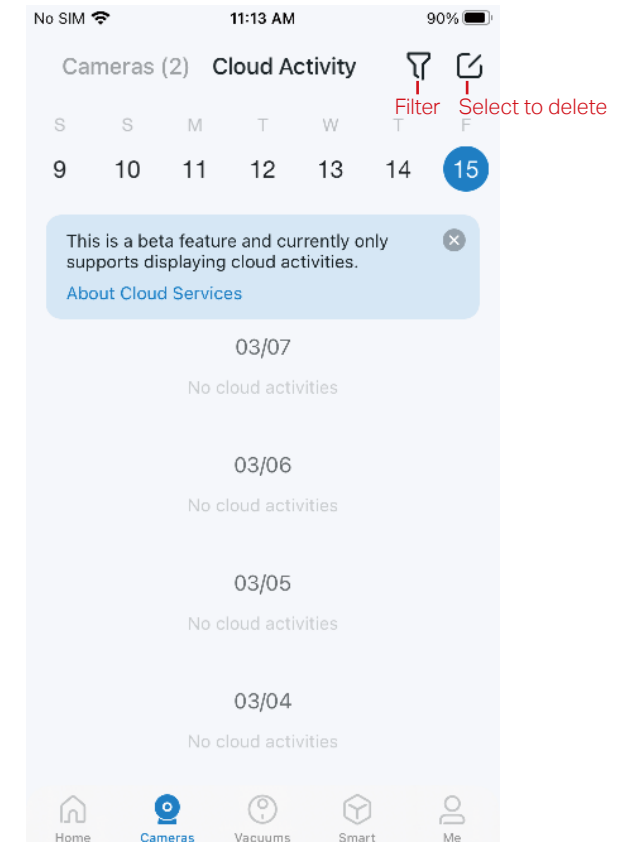 No SIM 11:13 AM 90%
Cameras (2) Cloud Activity
Filter Select to delete
S S M T W T F
9 10 11 12 13 14 15
This is a beta feature and currently only
supports displaying cloud activities.
About Cloud Services
03/07
No cloud activities
03/06
No cloud activities
03/05
No cloud activities
03/04
No cloud activities
Home Cameras Vacuums Smart Me